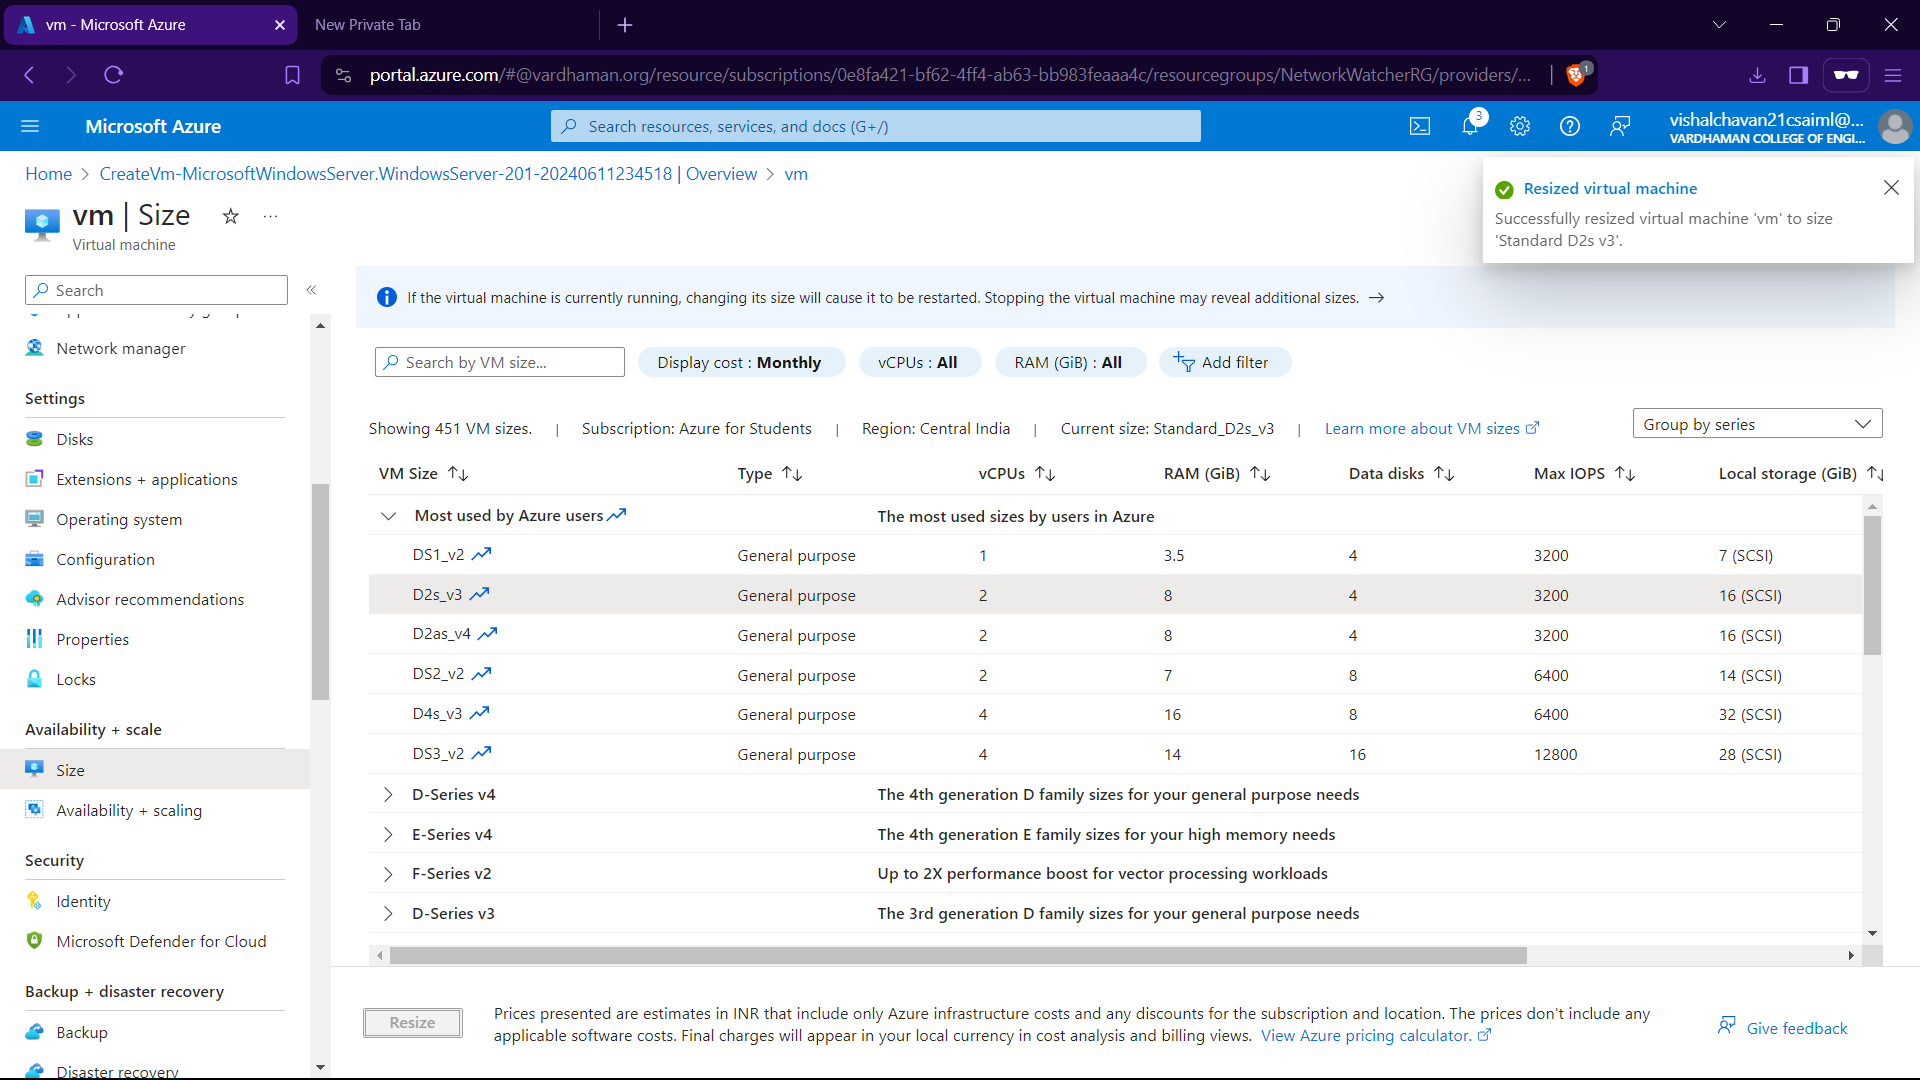 vm - Microsoft Azure
New Private Tab
portal.azure.com/#@vardhaman.org/resource/subscriptions/0e8fa421-bf62-4ff4-ab63-bb983feaaa4c/resourcegroups/NetworkWatcherRG/providers/...
1
Microsoft Azure
Search resources, services, and docs (G+/)
3
vishalchavan21csaiml@...
VARDHAMAN COLLEGE OF ENGI...
Home > CreateVm-MicrosoftWindowsServer.WindowsServer-201-20240611234518 | Overview > vm
Resized virtual machine
Successfully resized virtual machine 'vm' to size
'Standard D2s v3'.
vm | Size
Virtual machine
Search
Network manager
Settings
Disks
Extensions + applications
Operating system
Configuration
Advisor recommendations
Properties
Locks
Availability + scale
Size
Availability + scaling
Security
Identity
Microsoft Defender for Cloud
Backup + disaster recovery
Backup
Disaster recovery
If the virtual machine is currently running, changing its size will cause it to be restarted. Stopping the virtual machine may reveal additional sizes.
Search by VM size...
Display cost : Monthly
vCPUs : All
RAM (GiB) : All
Add filter
Showing 451 VM sizes. | Subscription: Azure for Students | Region: Central India | Current size: Standard_D2s_v3 | Learn more about VM sizes
Group by series
VM Size Type vCPUs RAM (GiB) Data disks Max IOPS Local storage (GiB)
Most used by Azure users The most used sizes by users in Azure
DS1_v2 General purpose 1 3.5 4 3200 7 (SCSI)
D2s_v3 General purpose 2 8 4 3200 16 (SCSI)
D2as_v4 General purpose 2 8 4 3200 16 (SCSI)
DS2_v2 General purpose 2 7 8 6400 14 (SCSI)
D4s_v3 General purpose 4 16 8 6400 32 (SCSI)
DS3_v2 General purpose 4 14 16 12800 28 (SCSI)
D-Series v4 The 4th generation D family sizes for your general purpose needs
E-Series v4 The 4th generation E family sizes for your high memory needs
F-Series v2 Up to 2X performance boost for vector processing workloads
D-Series v3 The 3rd generation D family sizes for your general purpose needs
Resize
Prices presented are estimates in INR that include only Azure infrastructure costs and any discounts for the subscription and location. The prices don't include any
applicable software costs. Final charges will appear in your local currency in cost analysis and billing views. View Azure pricing calculator.
Give feedback